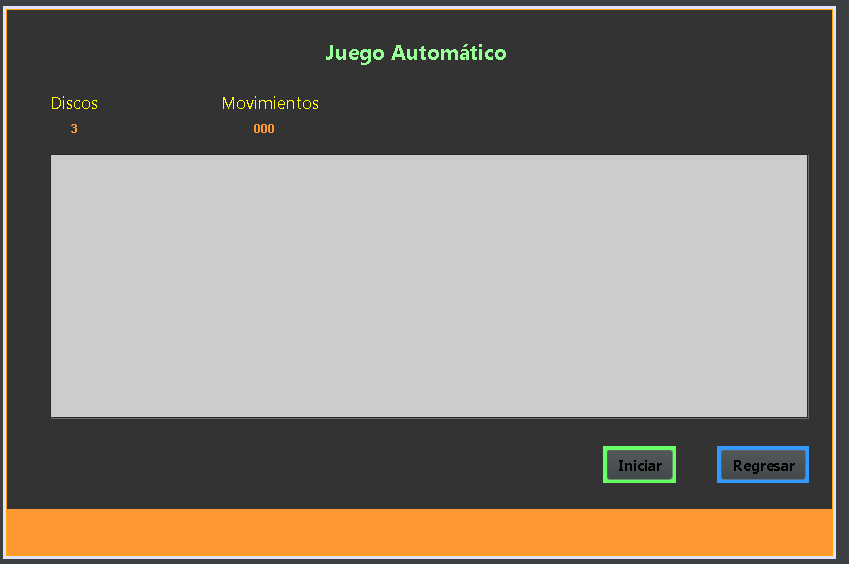 Juego Automático
Discos Movimientos
3 000
Iniciar Regresar